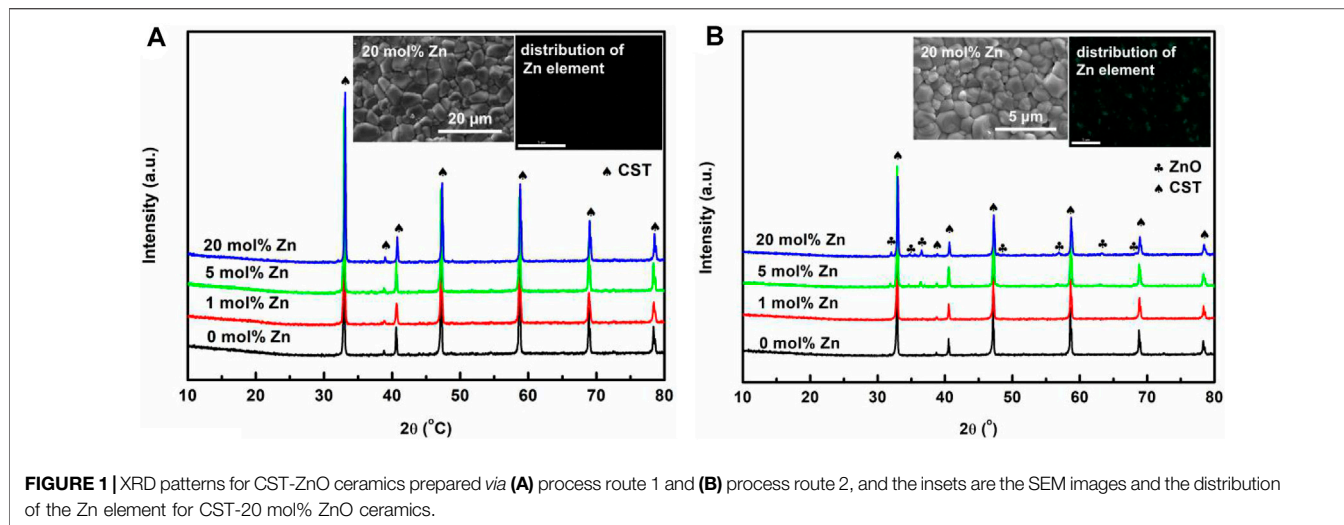 A
20 mol% Zn
distribution of
Zn element
20 μm
♠ CST
Intensity (a.u.)
20 mol% Zn
5 mol% Zn
1 mol% Zn
0 mol% Zn
10 20 30 40 50 60 70 80
2θ (°C)
B
20 mol% Zn
distribution of
Zn element
5 μm
♣ ZnO
♠ CST
Intensity (a.u.)
20 mol% Zn
5 mol% Zn
1 mol% Zn
0 mol% Zn
10 20 30 40 50 60 70 80
2θ (°)
FIGURE 1 | XRD patterns for CST-ZnO ceramics prepared via (A) process route 1 and (B) process route 2, and the insets are the SEM images and the distribution
of the Zn element for CST-20 mol% ZnO ceramics.